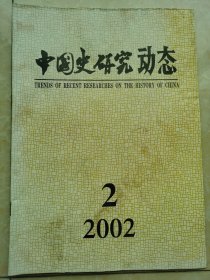 中国史研究动态
TRENDS OF RECENT RESEARCHES ON THE HISTORY OF CHINA
2
2002